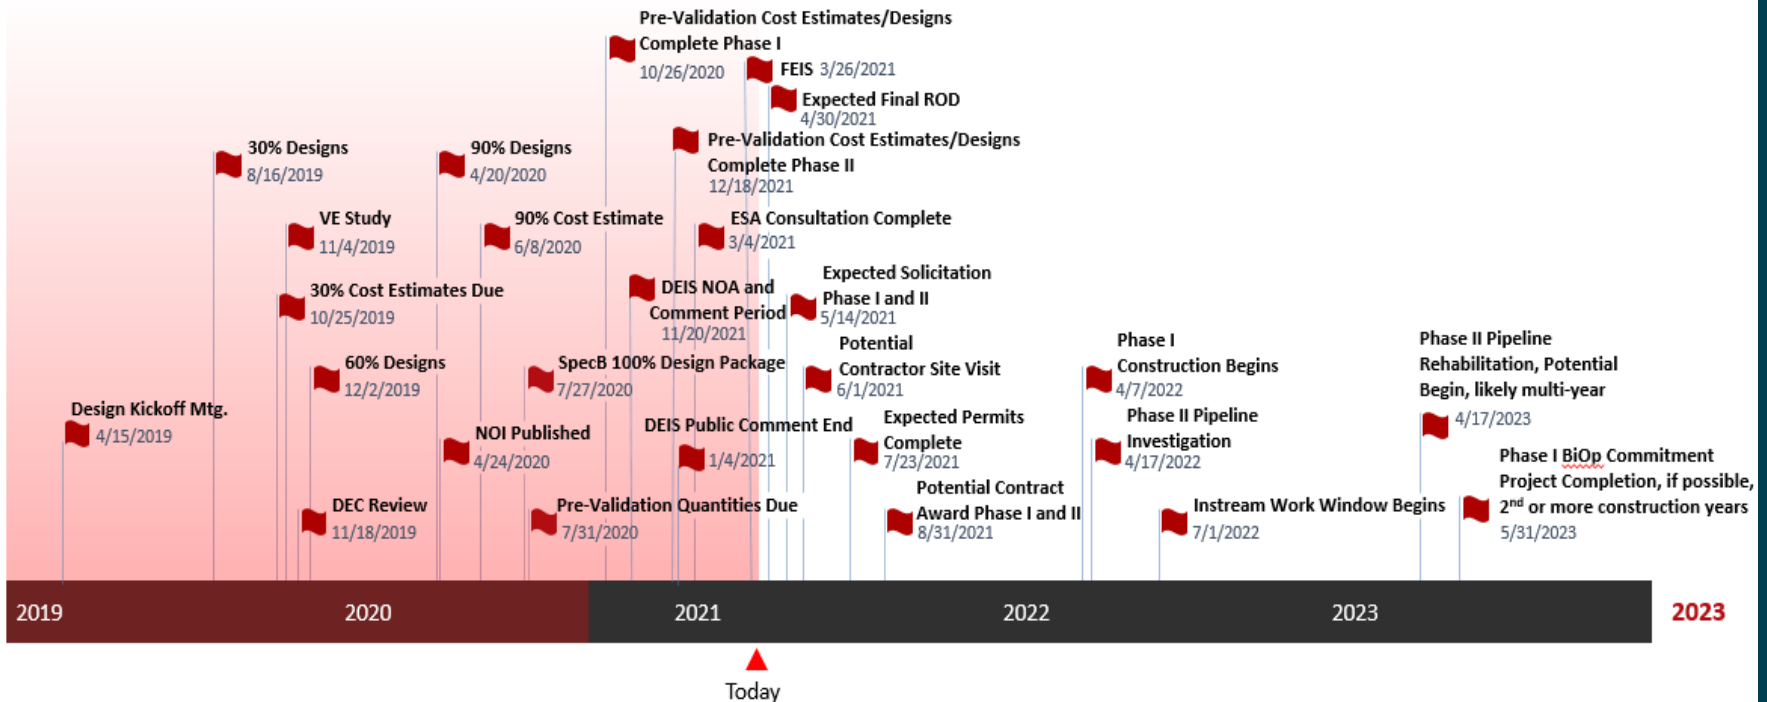 Pre-Validation Cost Estimates/Designs
Complete Phase I
10/26/2020
FEIS 3/26/2021
Expected Final ROD
4/30/2021
Pre-Validation Cost Estimates/Designs
Complete Phase II
12/18/2021
30% Designs
8/16/2019
90% Designs
4/20/2020
VE Study
11/4/2019
90% Cost Estimate
6/8/2020
ESA Consultation Complete
3/4/2021
30% Cost Estimates Due
10/25/2019
DEIS NOA and
Comment Period
11/20/2021
Expected Solicitation
Phase I and II
5/14/2021
60% Designs
12/2/2019
SpecB 100% Design Package
7/27/2020
Potential
Contractor Site Visit
6/1/2021
Phase I
Construction Begins
4/7/2022
Phase II Pipeline
Rehabilitation, Potential
Begin, likely multi-year
4/17/2023
Design Kickoff Mtg.
4/15/2019
NOI Published
4/24/2020
DEIS Public Comment End
1/4/2021
Expected Permits
Complete
7/23/2021
Phase II Pipeline
Investigation
4/17/2022
Phase I BiOp Commitment
Project Completion, if possible,
2nd or more construction years
5/31/2023
DEC Review
11/18/2019
Pre-Validation Quantities Due
7/31/2020
Potential Contract
Award Phase I and II
8/31/2021
Instream Work Window Begins
7/1/2022
2019 2020 2021 2022 2023 2023
Today